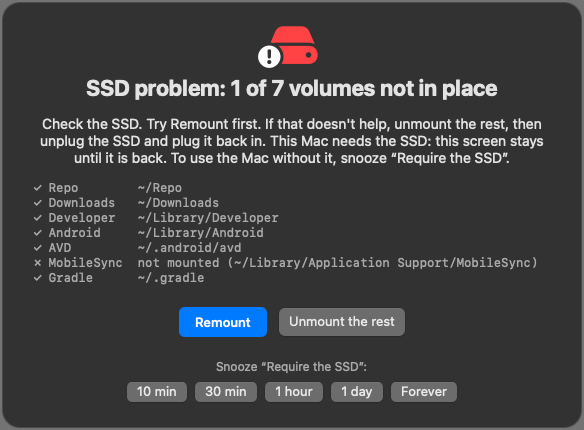 SSD problem: 1 of 7 volumes not in place
Check the SSD. Try Remount first. If that doesn't help, unmount the rest, then
unplug the SSD and plug it back in. This Mac needs the SSD: this screen stays
until it is back. To use the Mac without it, snooze “Require the SSD”.
✓ Repo ~/Repo
✓ Downloads ~/Downloads
✓ Developer ~/Library/Developer
✓ Android ~/Library/Android
✓ AVD ~/.android/avd
× MobileSync not mounted (~/Library/Application Support/MobileSync)
✓ Gradle ~/.gradle
Remount Unmount the rest
Snooze “Require the SSD”:
10 min 30 min 1 hour 1 day Forever